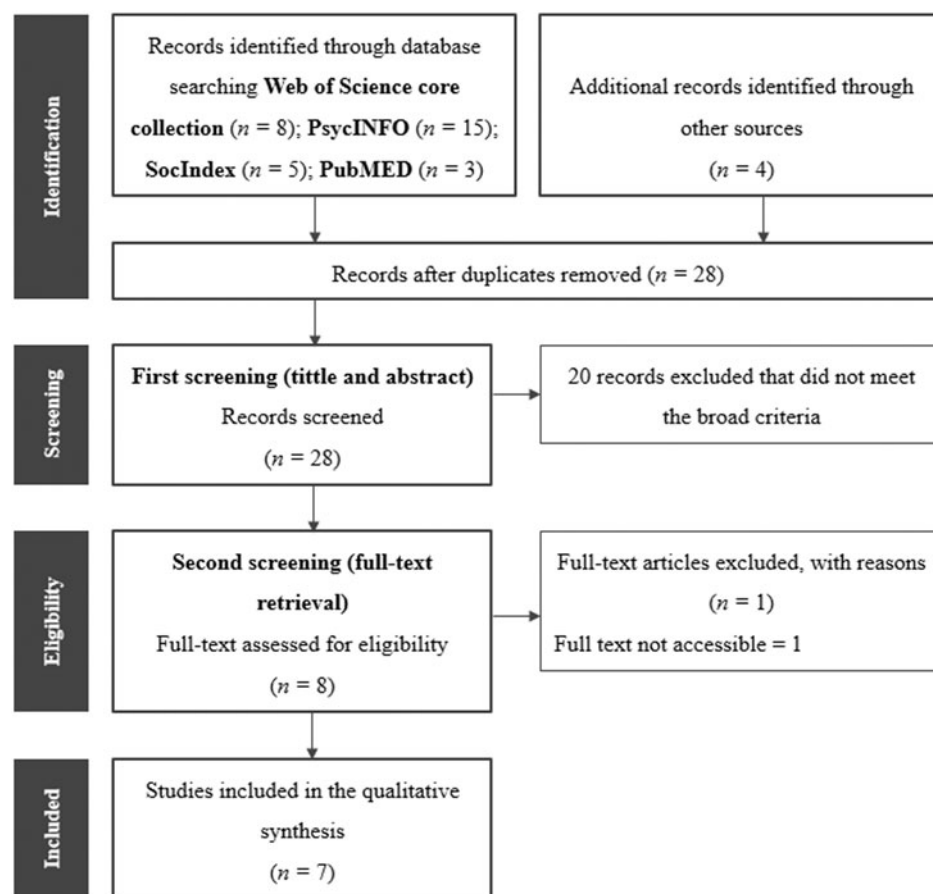 Identification
Records identified through database
searching Web of Science core
collection (n = 8); PsycINFO (n = 15);
SocIndex (n = 5); PubMED (n = 3)
Additional records identified through
other sources
(n = 4)
Records after duplicates removed (n = 28)
Screening
First screening (tittle and abstract)
Records screened
(n = 28)
20 records excluded that did not meet
the broad criteria
Eligibility
Second screening (full-text
retrieval)
Full-text assessed for eligibility
(n = 8)
Full-text articles excluded, with reasons
(n = 1)
Full text not accessible = 1
Included
Studies included in the qualitative
synthesis
(n = 7)